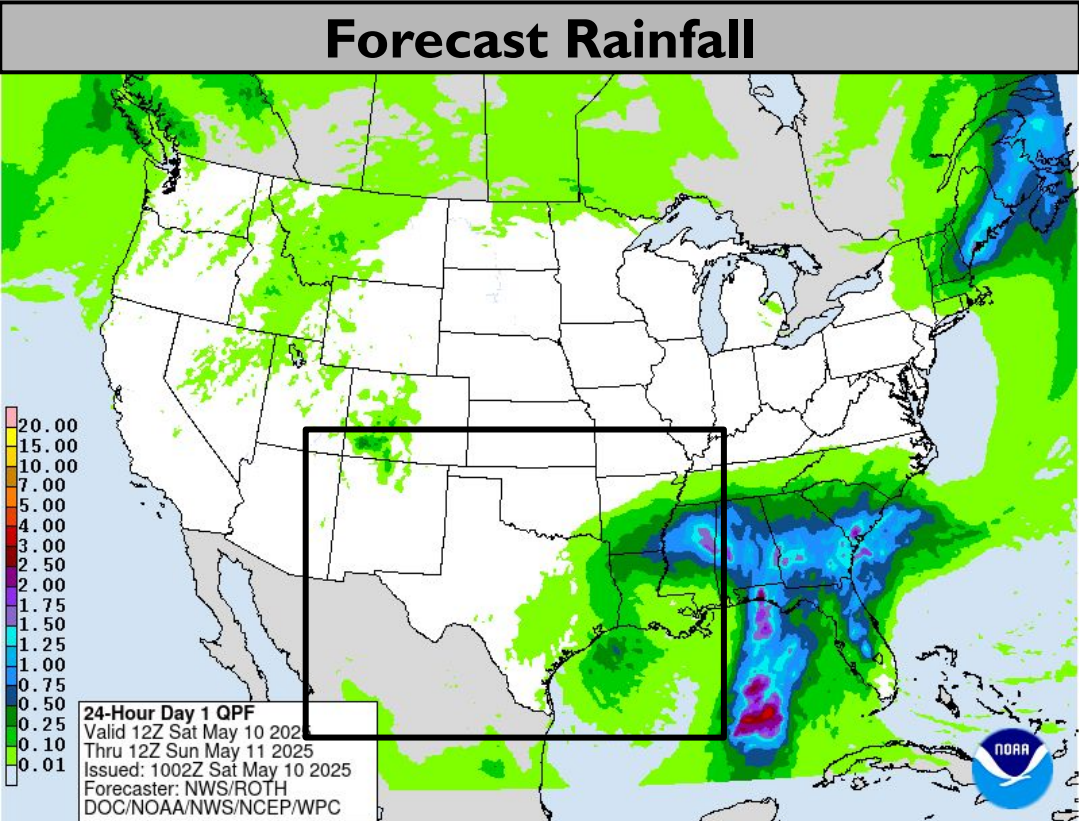 Forecast Rainfall
20.00
15.00
10.00
7.00
5.00
4.00
3.00
2.50
2.00
1.75
1.50
1.25
1.00
0.75
0.50
0.25
0.10
0.01
24-Hour Day 1 QPF
Valid 12Z Sat May 10 2025
Thru 12Z Sun May 11 2025
Issued: 1002Z Sat May 10 2025
Forecaster: NWS/ROTH
DOC/NOAA/NWS/NCEP/WPC
NOAA